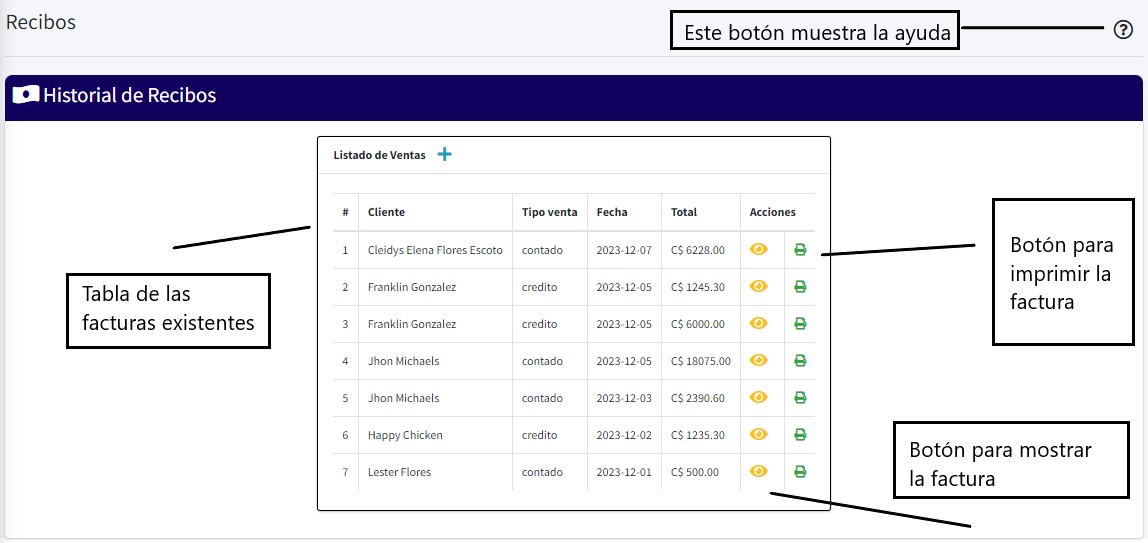 Recibos
Este botón muestra la ayuda
Historial de Recibos
Listado de Ventas
# Cliente Tipo venta Fecha Total Acciones
1 Cleidys Elena Flores Escoto contado 2023-12-07 C$ 6228.00
2 Franklin Gonzalez credito 2023-12-05 C$ 1245.30
3 Franklin Gonzalez credito 2023-12-05 C$ 6000.00
4 Jhon Michaels contado 2023-12-05 C$ 18075.00
5 Jhon Michaels contado 2023-12-03 C$ 2390.60
6 Happy Chicken credito 2023-12-02 C$ 1235.30
7 Lester Flores contado 2023-12-01 C$ 500.00
Tabla de las
facturas existentes
Botón para
imprimir la
factura
Botón para mostrar
la factura